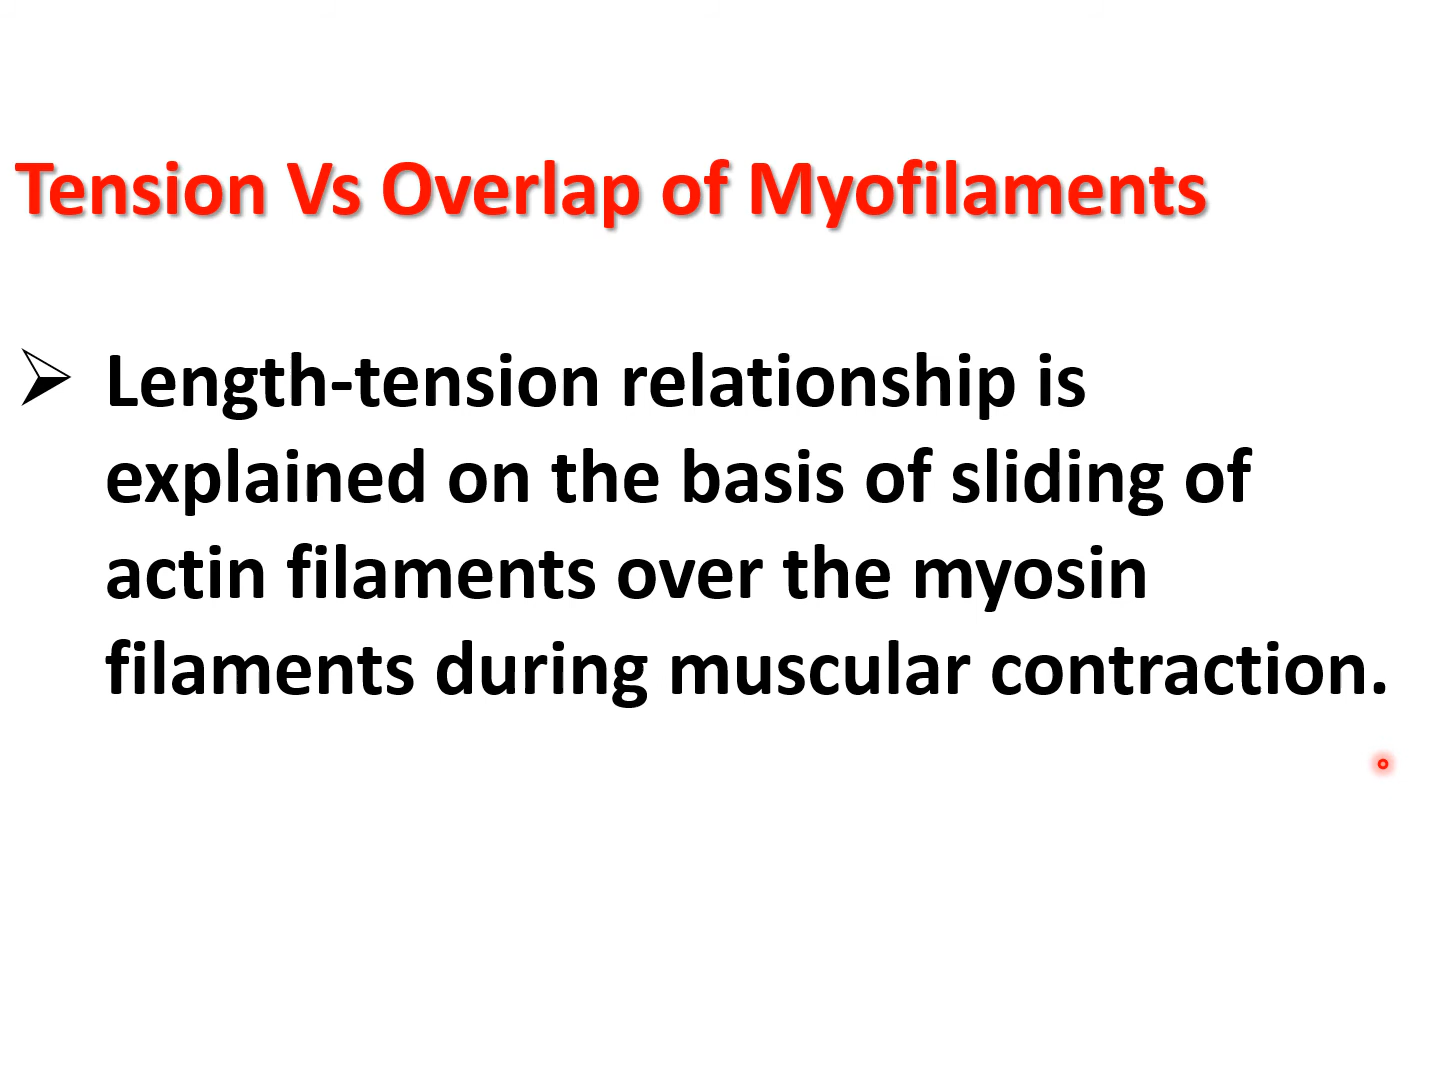 Tension Vs Overlap of Myofilaments
➢ Length-tension relationship is
explained on the basis of sliding of
actin filaments over the myosin
filaments during muscular contraction.